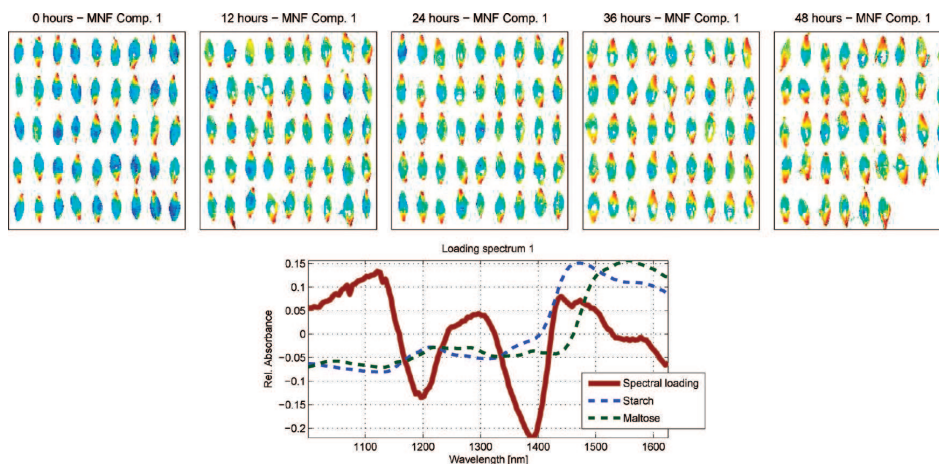 0 hours – MNF Comp. 1
12 hours – MNF Comp. 1
24 hours – MNF Comp. 1
36 hours – MNF Comp. 1
48 hours – MNF Comp. 1
Loading spectrum 1
Rel. Absorbance
0.15
0.1
0.05
0
-0.05
-0.1
-0.15
-0.2
Spectral loading
Starch
Maltose
1100 1200 1300 1400 1500 1600
Wavelength [nm]